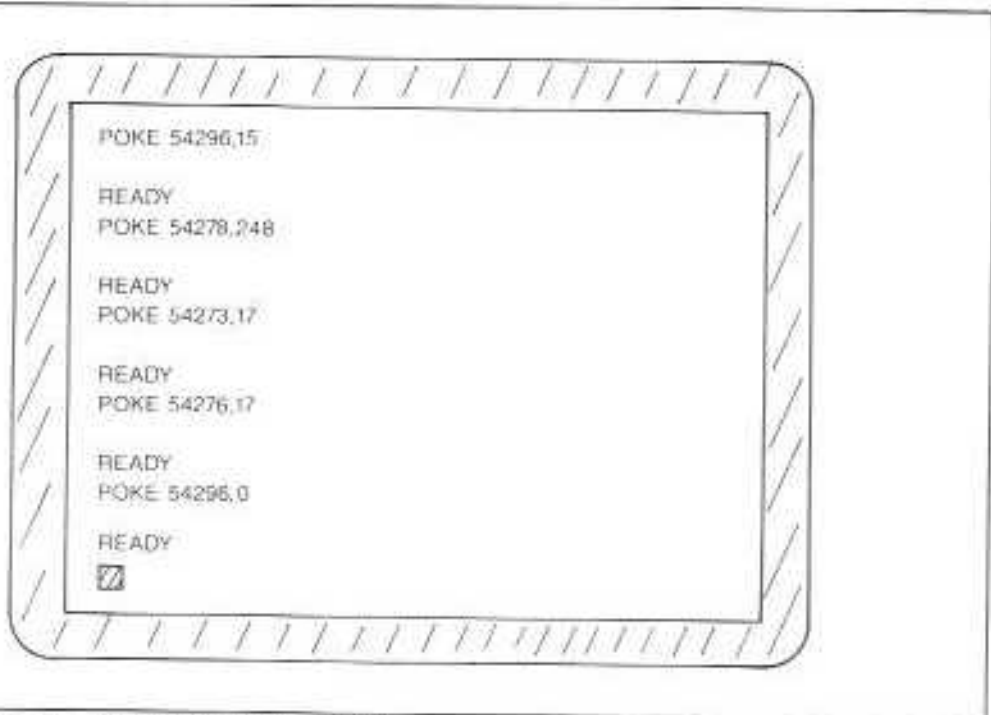 POKE 54296,15
READY
POKE 54278,248
READY
POKE 54273,17
READY
POKE 54276,17
READY
POKE 54296,0
READY